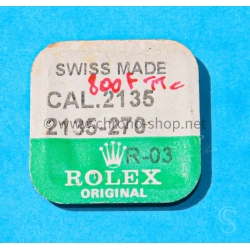 SWISS MADE
800F TTc
CAL.2135
2135-270
R-03
ROLEX
ORIGINAL